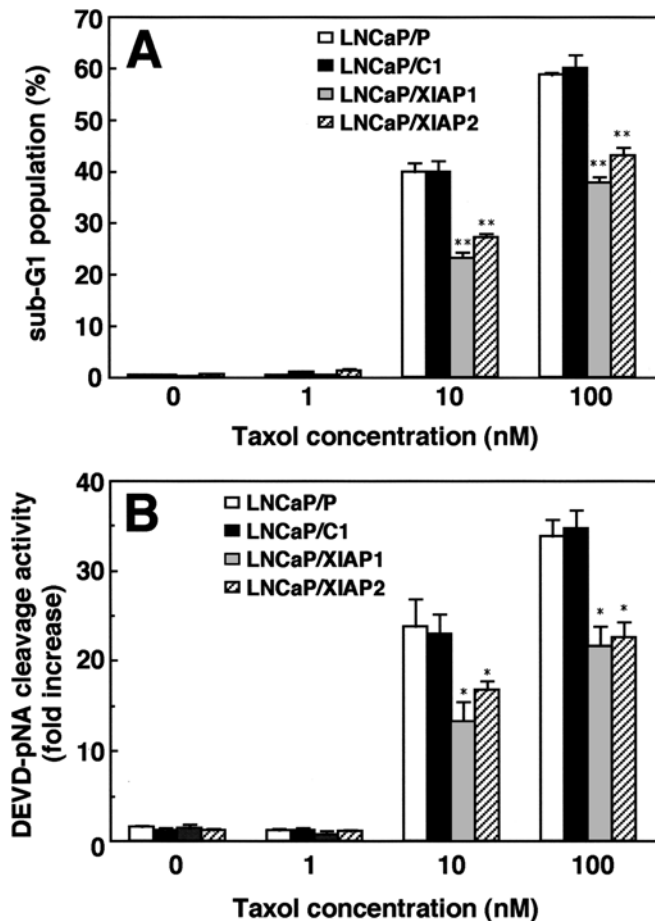 A
LNCaP/P
LNCaP/C1
LNCaP/XIAP1
LNCaP/XIAP2
sub-G1 population (%)
70
60
50
40
30
20
10
0
** ** ** **
0 1 10 100
Taxol concentration (nM)
B
LNCaP/P
LNCaP/C1
LNCaP/XIAP1
LNCaP/XIAP2
DEVD-pNA cleavage activity
(fold increase)
40
30
20
10
0
* * * *
0 1 10 100
Taxol concentration (nM)